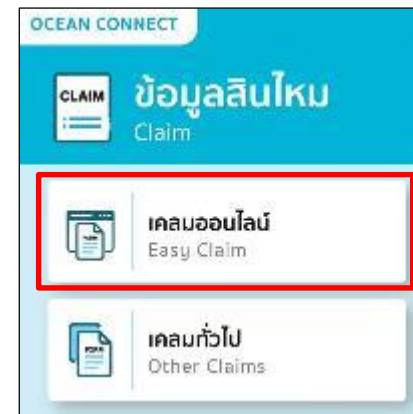 OCEAN CONNECT
CLAIM
ข้อมูลสินไหม
Claim
เคลมออนไลน์
Easy Claim
เคลมทั่วไป
FORM
Other Claims